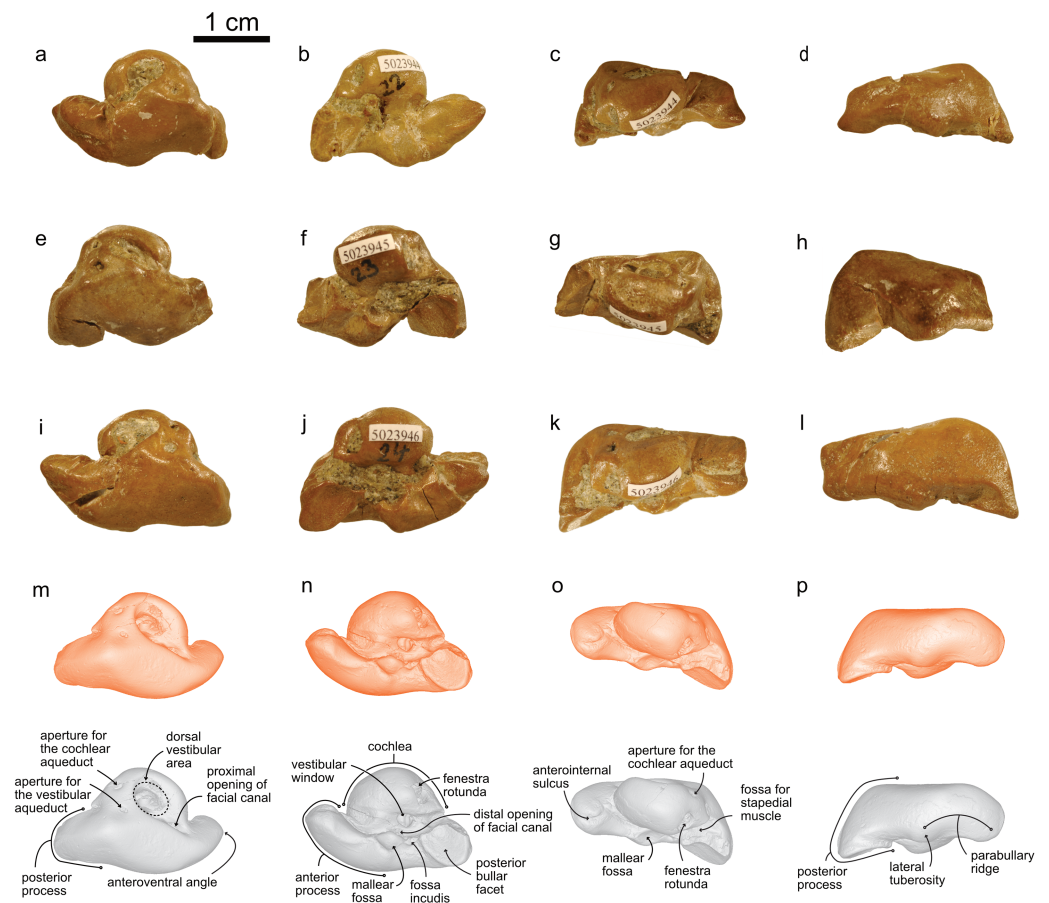 1 cm
a
b
c
d
5023944
22
5023944
e
f
g
h
5023945
23
5023945
i
j
k
l
5023946
24
5023946
m
n
o
p
aperture for
the cochlear
aqueduct
dorsal
vestibular
area
aperture for
the vestibular
aqueduct
proximal
opening of
facial canal
posterior
process
anteroventral angle
cochlea
vestibular
window
fenestra
rotunda
distal opening
of facial canal
anterior
process
mallear
fossa
fossa
incudis
posterior
bullar
facet
aperture for the
cochlear aqueduct
anterointernal
sulcus
fossa for
stapedial
muscle
mallear
fossa
fenestra
rotunda
posterior
process
lateral
tuberosity
parabullary
ridge